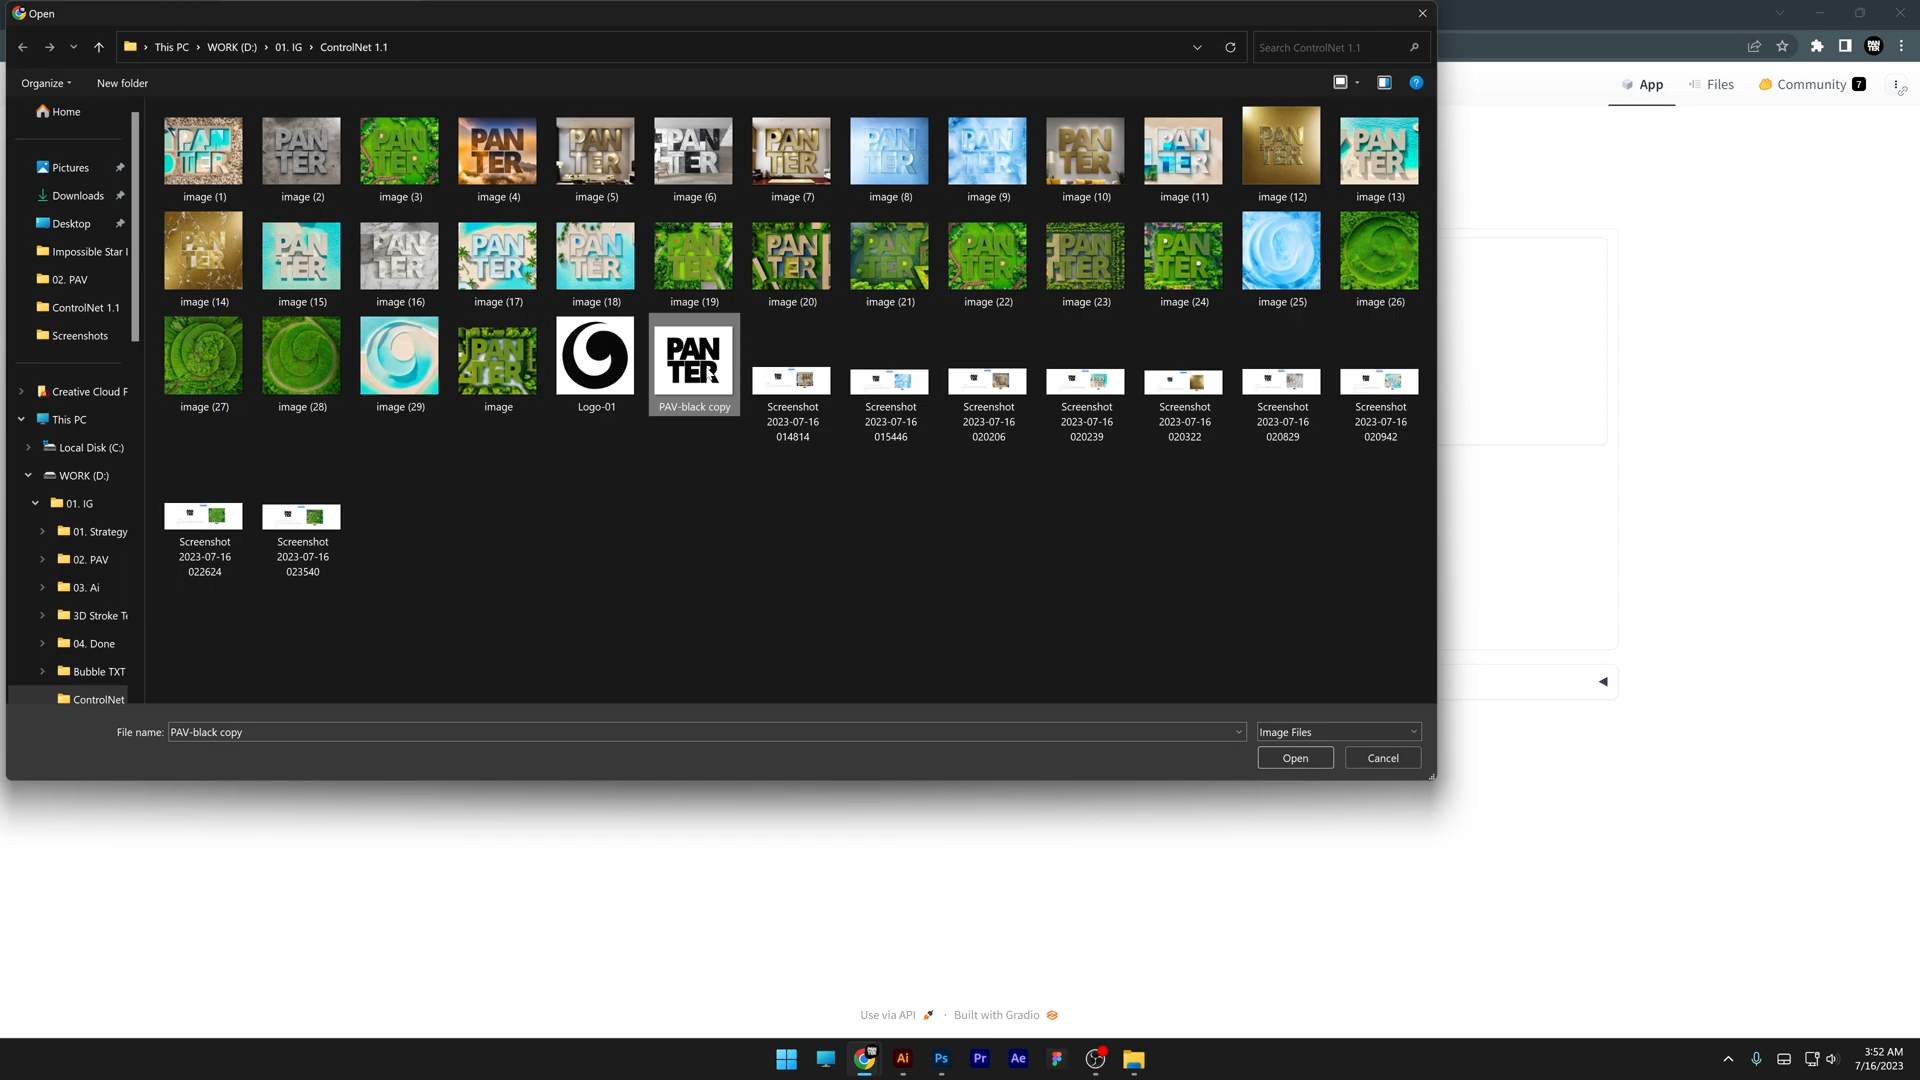 Open
This PC
WORK (D:)
01. IG
ControlNet 1.1
Search ControlNet 1.1
Organize
New folder
App
Files
Community 7
Home
Pictures
Downloads
Desktop
Impossible Star
02. PAV
ControlNet 1.1
Screenshots
Creative Cloud F
This PC
Local Disk (C:)
WORK (D:)
01. IG
01. Strategy
02. PAV
03. Ai
3D Stroke Te
04. Done
Bubble TXT
ControlNet
PAN
TER
image (1)
image (2)
image (3)
image (4)
image (5)
image (6)
image (7)
image (8)
image (9)
image (10)
image (11)
image (12)
image (13)
image (14)
image (15)
image (16)
image (17)
image (18)
image (19)
image (20)
image (21)
image (22)
image (23)
image (24)
image (25)
image (26)
image (27)
image (28)
image (29)
image
Logo-01
PAN
TER
PAV-black copy
Screenshot
2023-07-16
014814
Screenshot
2023-07-16
015446
Screenshot
2023-07-16
020206
Screenshot
2023-07-16
020239
Screenshot
2023-07-16
020322
Screenshot
2023-07-16
020829
Screenshot
2023-07-16
020942
Screenshot
2023-07-16
022624
Screenshot
2023-07-16
023540
File name: PAV-black copy
Image Files
Open
Cancel
Use via API · Built with Gradio
Ai
Ps
Pr
Ae
3:52 AM
7/16/2023